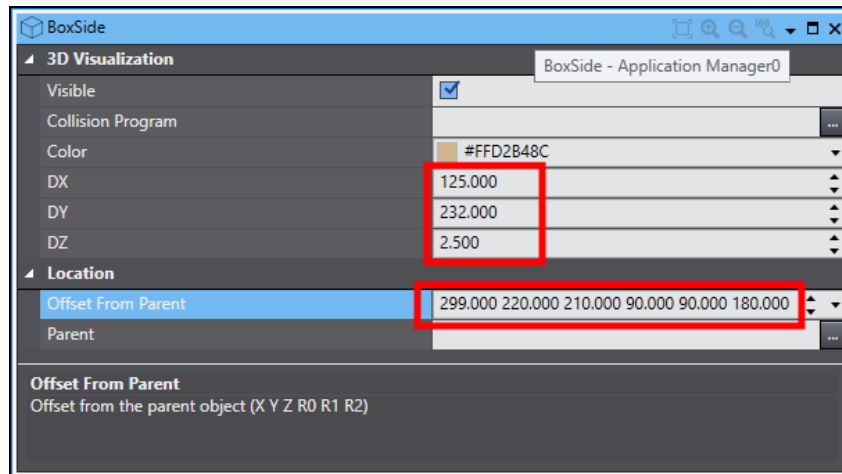 BoxSide
3D Visualization
BoxSide - Application Manager0
Visible
Collision Program
...
Color #FFD2B48C
DX 125.000
DY 232.000
DZ 2.500
Location
Offset From Parent 299.000 220.000 210.000 90.000 90.000 180.000
Parent
...
Offset From Parent
Offset from the parent object (X Y Z R0 R1 R2)